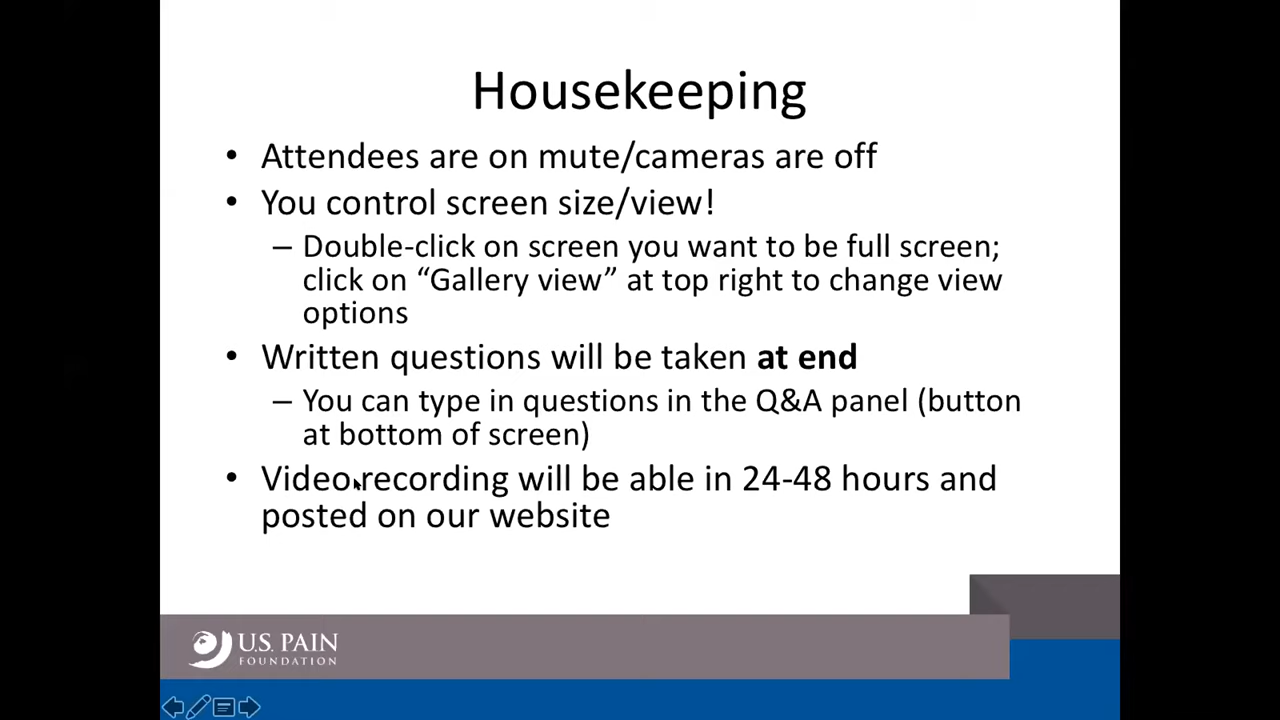 Housekeeping
• Attendees are on mute/cameras are off
• You control screen size/view!
– Double-click on screen you want to be full screen;
click on “Gallery view” at top right to change view
options
• Written questions will be taken at end
– You can type in questions in the Q&A panel (button
at bottom of screen)
• Video recording will be able in 24-48 hours and
posted on our website
U.S. PAIN
FOUNDATION